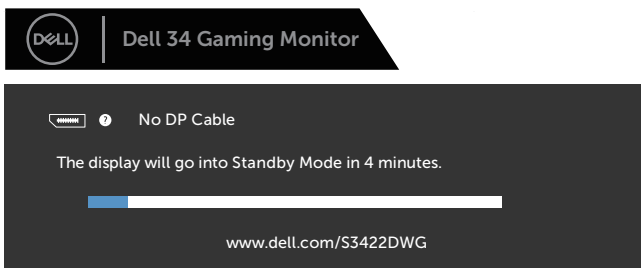 DELL
Dell 34 Gaming Monitor
? No DP Cable
The display will go into Standby Mode in 4 minutes.
www.dell.com/S3422DWG